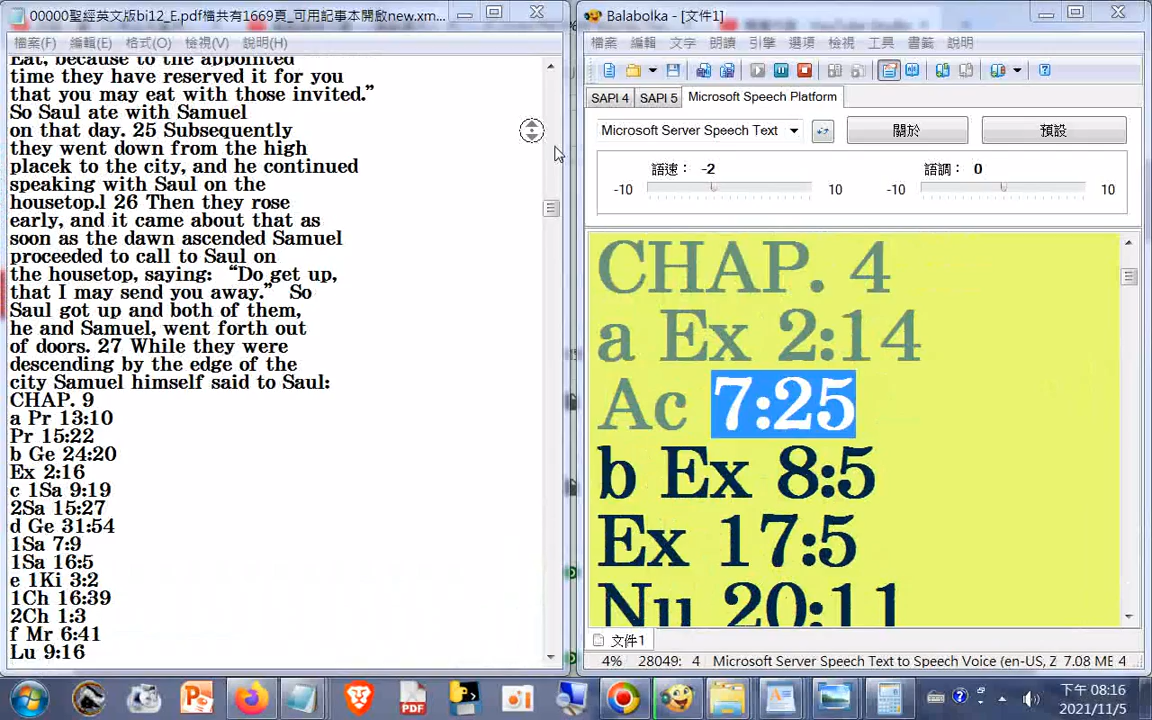 00000聖經英文版bi12_E.pdf檔共有1669頁_可用記事本開啟new.xm...
檔案(F) 編輯(E) 格式(O) 檢視(V) 說明(H)
Eat, because to the appointed
time they have reserved it for you
that you may eat with those invited.”
So Saul ate with Samuel
on that day. 25 Subsequently
they went down from the high
placek to the city, and he continued
speaking with Saul on the
housetop.l 26 Then they rose
early, and it came about that as
soon as the dawn ascended Samuel
proceeded to call to Saul on
the housetop, saying: “Do get up,
that I may send you away.” So
Saul got up and both of them,
he and Samuel, went forth out
of doors. 27 While they were
descending by the edge of the
city Samuel himself said to Saul:
CHAP. 9
a Pr 13:10
Pr 15:22
b Ge 24:20
Ex 2:16
c 1Sa 9:19
2Sa 15:27
d Ge 31:54
1Sa 7:9
1Sa 16:5
e 1Ki 3:2
1Ch 16:39
2Ch 1:3
f Mr 6:41
Lu 9:16
Balabolka - [文件1]
檔案 編輯 文字 朗讀 引擎 選項 檢視 工具 書籤 說明
SAPI 4 SAPI 5 Microsoft Speech Platform
Microsoft Server Speech Text 關於 預設
語速: -2 語調: 0
-10 10 -10 10
CHAP. 4
a Ex 2:14
Ac 7:25
b Ex 8:5
Ex 17:5
Nu 20:11
文件1
4% 28049: 4 Microsoft Server Speech Text to Speech Voice (en-US, Z 7.08 ME 4
下午 08:16
2021/11/5